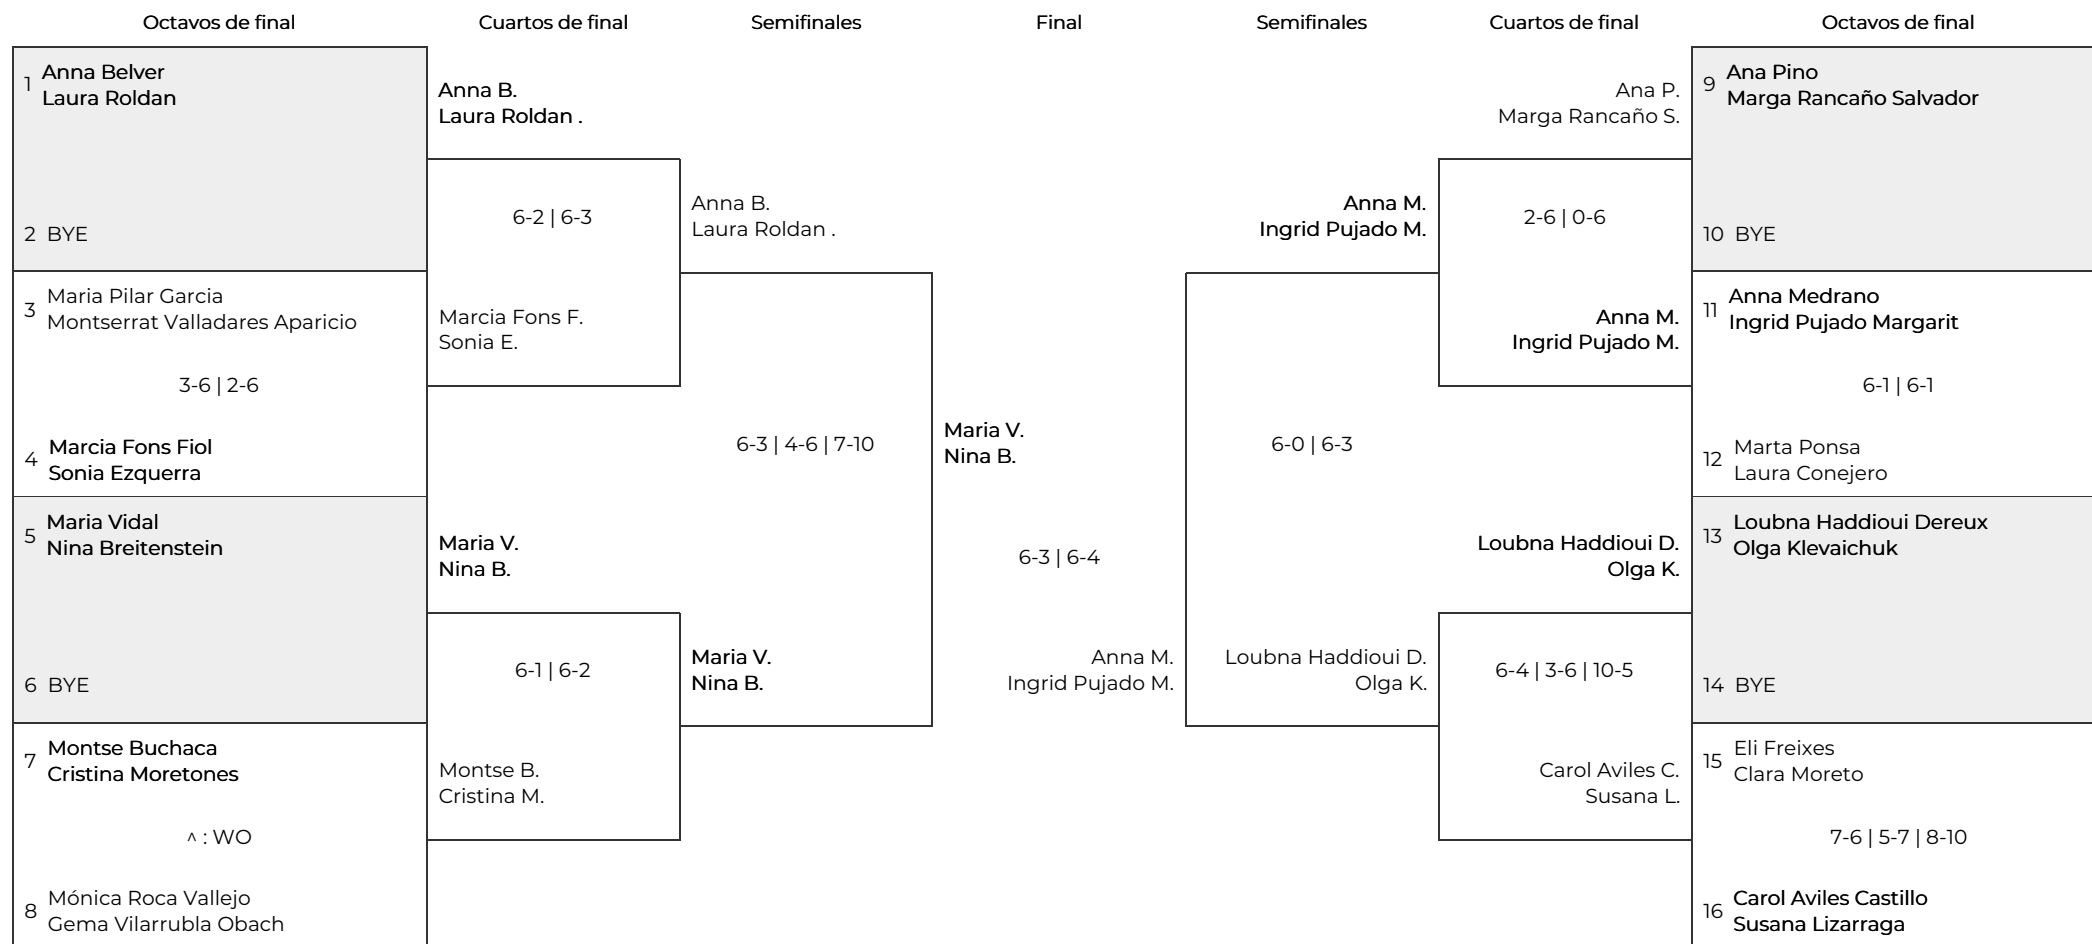 Octavos de final
Cuartos de final
Semifinales
Final
Semifinales
Cuartos de final
Octavos de final
1
Anna Belver
Laura Roldan
2 BYE
3
Maria Pilar Garcia
Montserrat Valladares Aparicio
3-6 | 2-6
4
Marcia Fons Fiol
Sonia Ezquerra
5
Maria Vidal
Nina Breitenstein
6 BYE
7
Montse Buchaca
Cristina Moretones
^ : WO
8
Mónica Roca Vallejo
Gema Vilarrubla Obach
Anna B.
Laura Roldan .
6-2 | 6-3
Marcia Fons F.
Sonia E.
Maria V.
Nina B.
6-1 | 6-2
Montse B.
Cristina M.
Anna B.
Laura Roldan .
6-3 | 4-6 | 7-10
Maria V.
Nina B.
Maria V.
Nina B.
6-3 | 6-4
Anna M.
Ingrid Pujado M.
Anna M.
Ingrid Pujado M.
6-0 | 6-3
Loubna Haddioui D.
Olga K.
Ana P.
Marga Rancaño S.
2-6 | 0-6
Anna M.
Ingrid Pujado M.
Loubna Haddioui D.
Olga K.
6-4 | 3-6 | 10-5
Carol Aviles C.
Susana L.
9
Ana Pino
Marga Rancaño Salvador
10 BYE
11
Anna Medrano
Ingrid Pujado Margarit
6-1 | 6-1
12
Marta Ponsa
Laura Conejero
13
Loubna Haddioui Dereux
Olga Klevaichuk
14 BYE
15
Eli Freixes
Clara Moreto
7-6 | 5-7 | 8-10
16
Carol Aviles Castillo
Susana Lizarraga